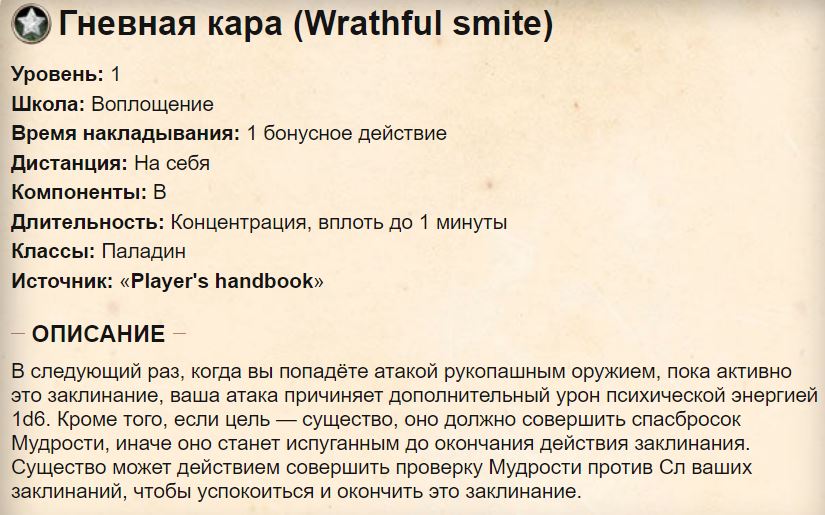 Гневная кара (Wrathful smite)
Уровень: 1
Школа: Воплощение
Время накладывания: 1 бонусное действие
Дистанция: На себя
Компоненты: В
Длительность: Концентрация, вплоть до 1 минуты
Классы: Паладин
Источник: «Player's handbook»
ОПИСАНИЕ
В следующий раз, когда вы попадёте атакой рукопашным оружием, пока активно
это заклинание, ваша атака причиняет дополнительный урон психической энергией
1d6. Кроме того, если цель — существо, оно должно совершить спасбросок
Мудрости, иначе оно станет испуганным до окончания действия заклинания.
Существо может действием совершить проверку Мудрости против Сл ваших
заклинаний, чтобы успокоиться и окончить это заклинание.